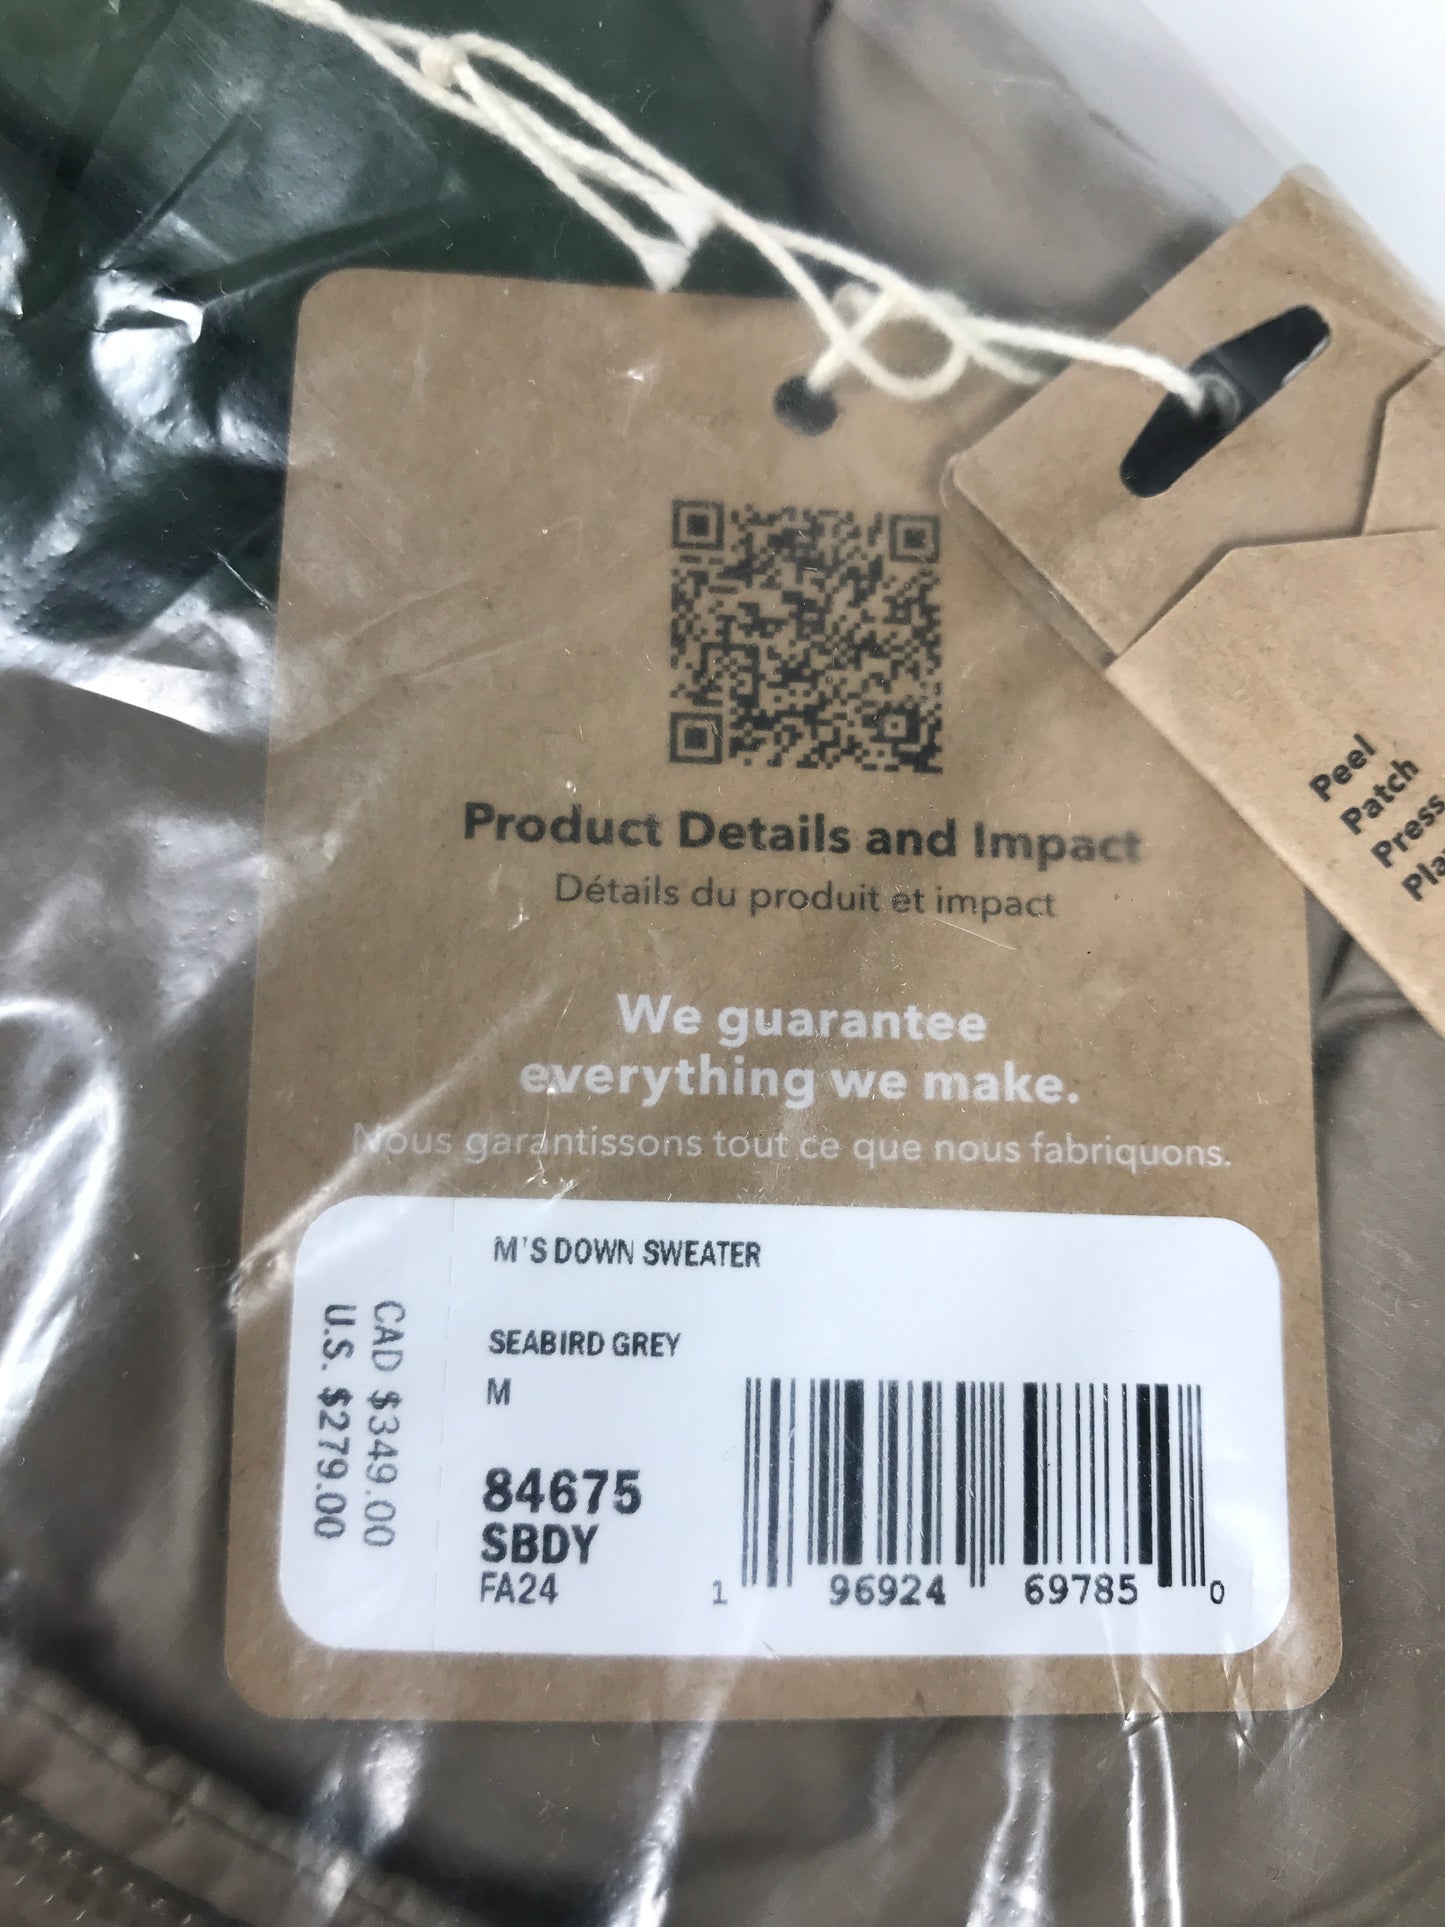 Product Details and Impact
Détails du produit et impact
We guarantee
everything we make.
Nous garantissons tout ce que nous fabriquons.
M'S DOWN SWEATER
SEABIRD GREY
M
84675
SBDY
FA24
1 96924 69785 0
CAD $349.00
U.S. $279.00
Peel
Patch
Press